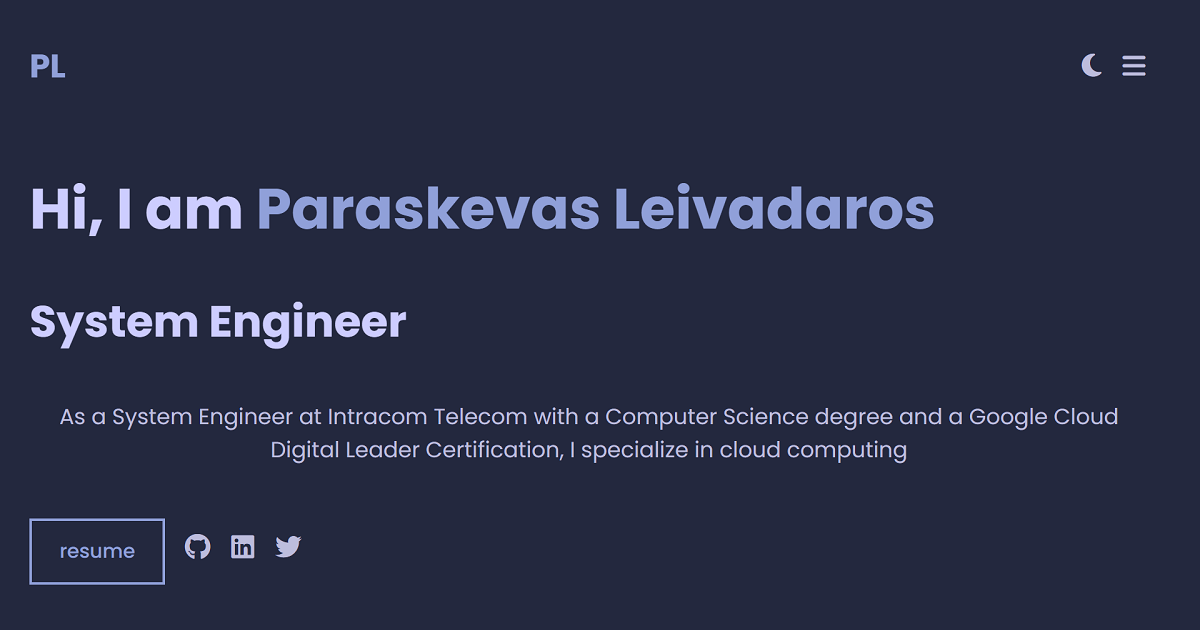 PL
Hi, I am Paraskevas Leivadaros
System Engineer
As a System Engineer at Intracom Telecom with a Computer Science degree and a Google Cloud
Digital Leader Certification, I specialize in cloud computing
resume
in